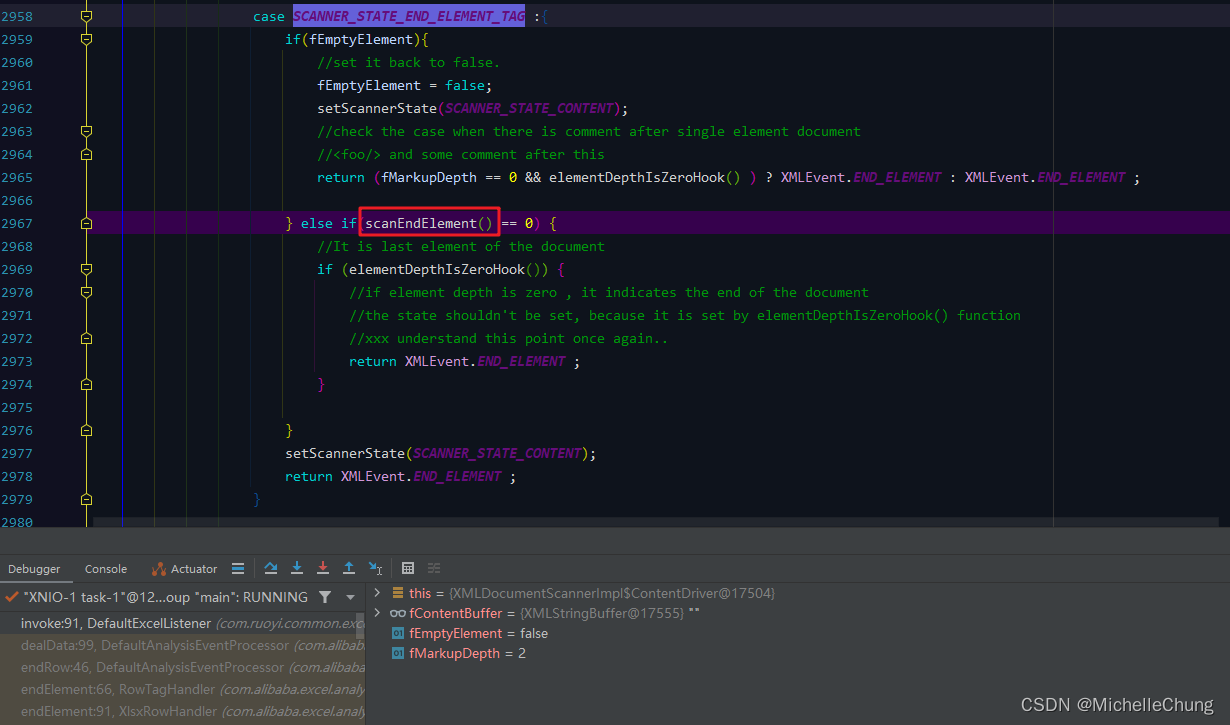 2958 case SCANNER_STATE_END_ELEMENT_TAG :{
2959 if(fEmptyElement){
2960 //set it back to false.
2961 fEmptyElement = false;
2962 setScannerState(SCANNER_STATE_CONTENT);
2963 //check the case when there is comment after single element document
2964 //<foo/> and some comment after this
2965 return (fMarkupDepth == 0 && elementDepthIsZeroHook() ) ? XMLEvent.END_ELEMENT : XMLEvent.END_ELEMENT ;
2966
2967 } else if scanEndElement() == 0) {
2968 //It is last element of the document
2969 if (elementDepthIsZeroHook()) {
2970 //if element depth is zero , it indicates the end of the document
2971 //the state shouldn't be set, because it is set by elementDepthIsZeroHook() function
2972 //xxx understand this point once again..
2973 return XMLEvent.END_ELEMENT ;
2974 }
2975
2976 }
2977 setScannerState(SCANNER_STATE_CONTENT);
2978 return XMLEvent.END_ELEMENT ;
2979 }
2980
Debugger Console Actuator
"XNIO-1 task-1"@12...oup "main": RUNNING
invoke:91, DefaultExcelListener (com.ruoyi.common.exc
dealData:99, DefaultAnalysisEventProcessor (com.alibab
endRow:46, DefaultAnalysisEventProcessor (com.alibaba
endElement:66, RowTagHandler (com.alibaba.excel.analy
endElement:91, XlsxRowHandler (com.alibaba.excel.analy
this = {XMLDocumentScannerImpl$ContentDriver@17504}
fContentBuffer = {XMLStringBuffer@17555} ""
fEmptyElement = false
fMarkupDepth = 2
CSDN @MichelleChung